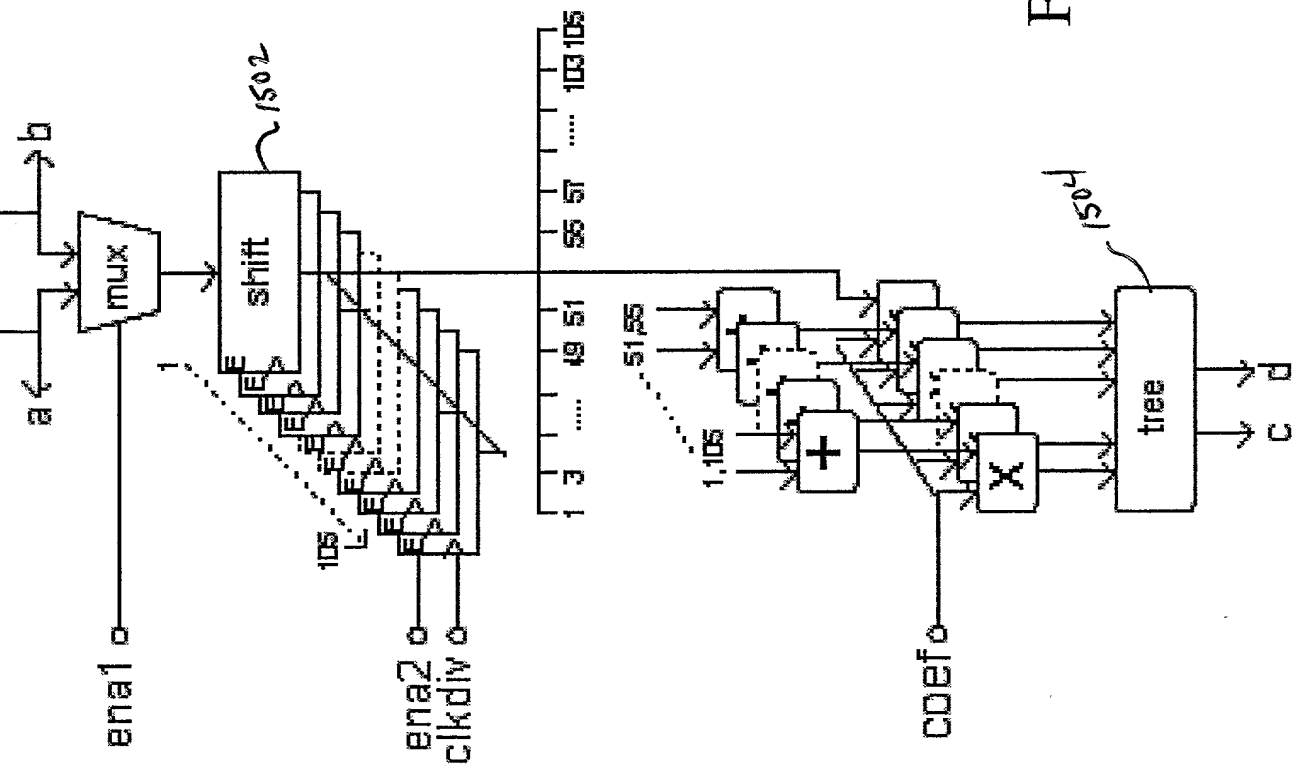 a
b
mux
ena1
shift
1502
1
105
E
E
E
E
E
E
E
E
E
ena2
clkdiv
1 3 ..... 49 51 55 57 ..... 103 105
51,55
1,105
+
X
coef
tree
1504
c
d
F